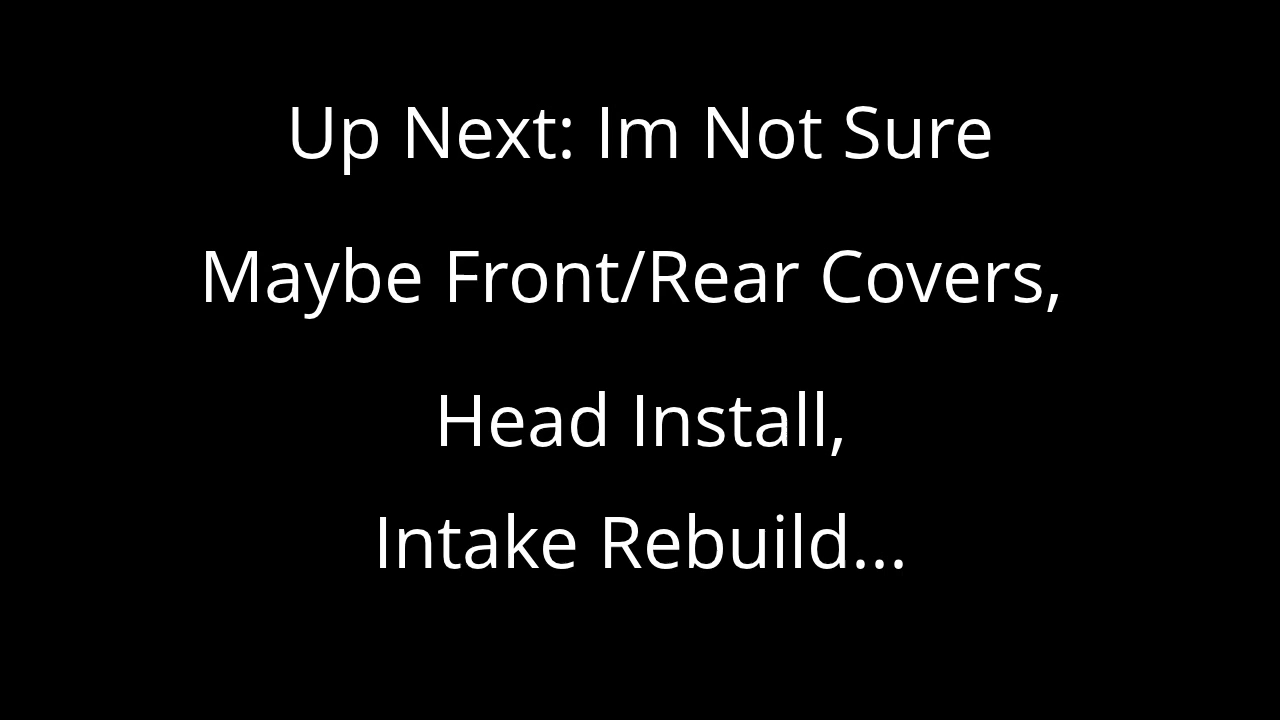 Up Next: Im Not Sure
Maybe Front/Rear Covers,
Head Install,
Intake Rebuild...